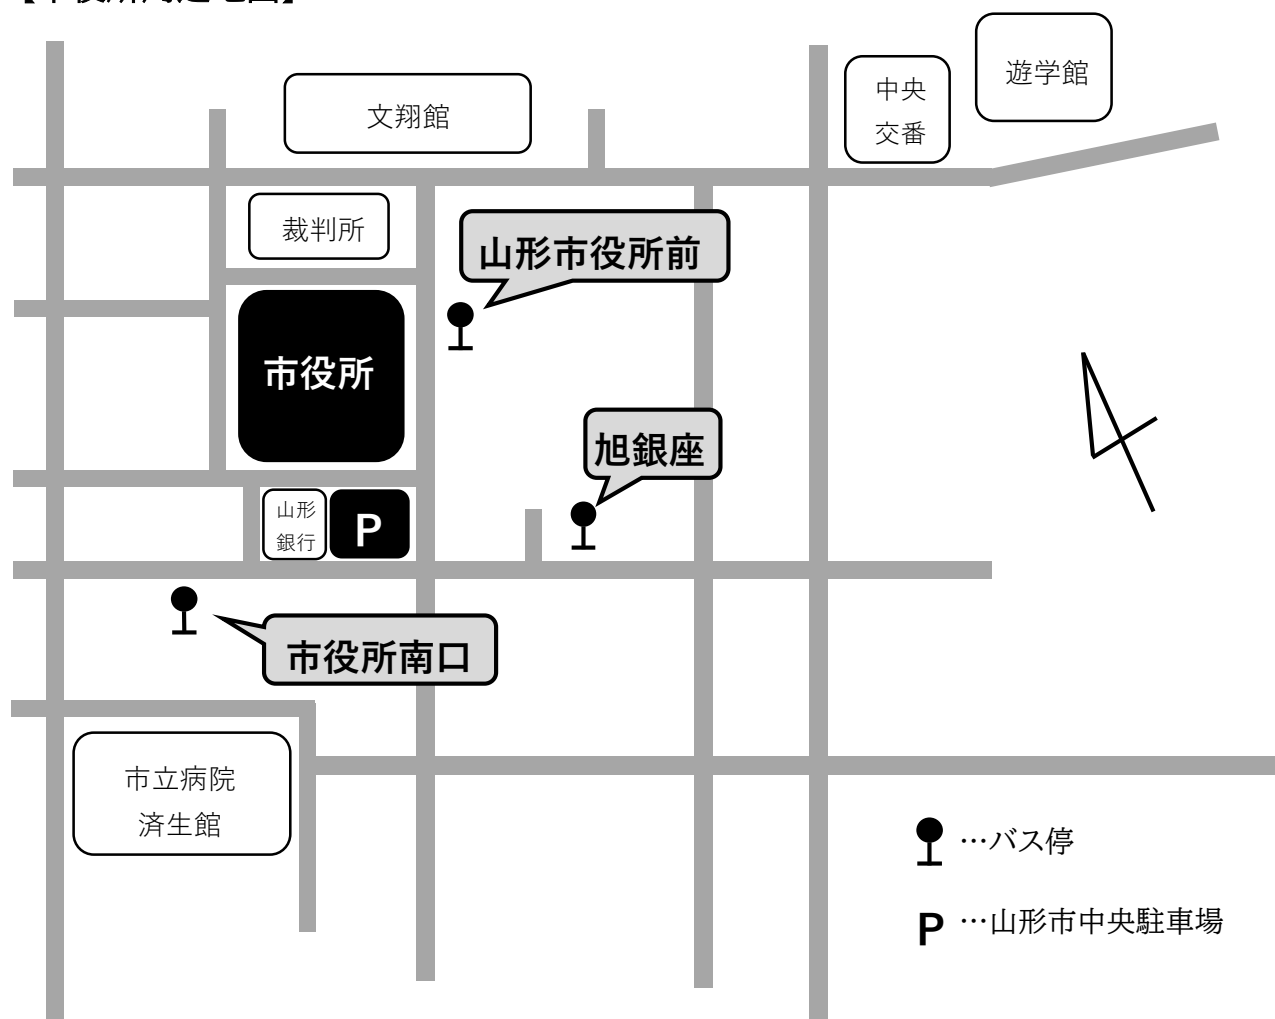 遊学館
中央
交番
文翔館
裁判所
山形市役所前
市役所
旭銀座
山形
銀行
P
市役所南口
市立病院
済生館
…バス停
P …山形市中央駐車場